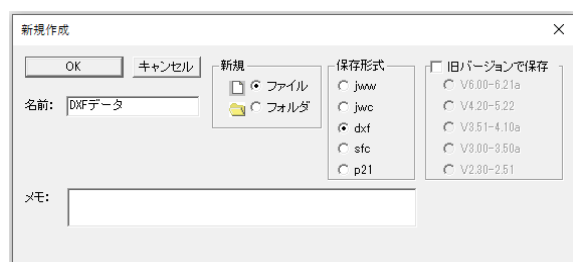 新規作成
OK
キャンセル
名前:
DXFデータ
新規
ファイル
フォルダ
保存形式
jww
jwc
dxf
sfc
p21
旧バージョンで保存
V6.00-6.21a
V4.20-5.22
V3.51-4.10a
V3.00-3.50a
V2.30-2.51
メモ: